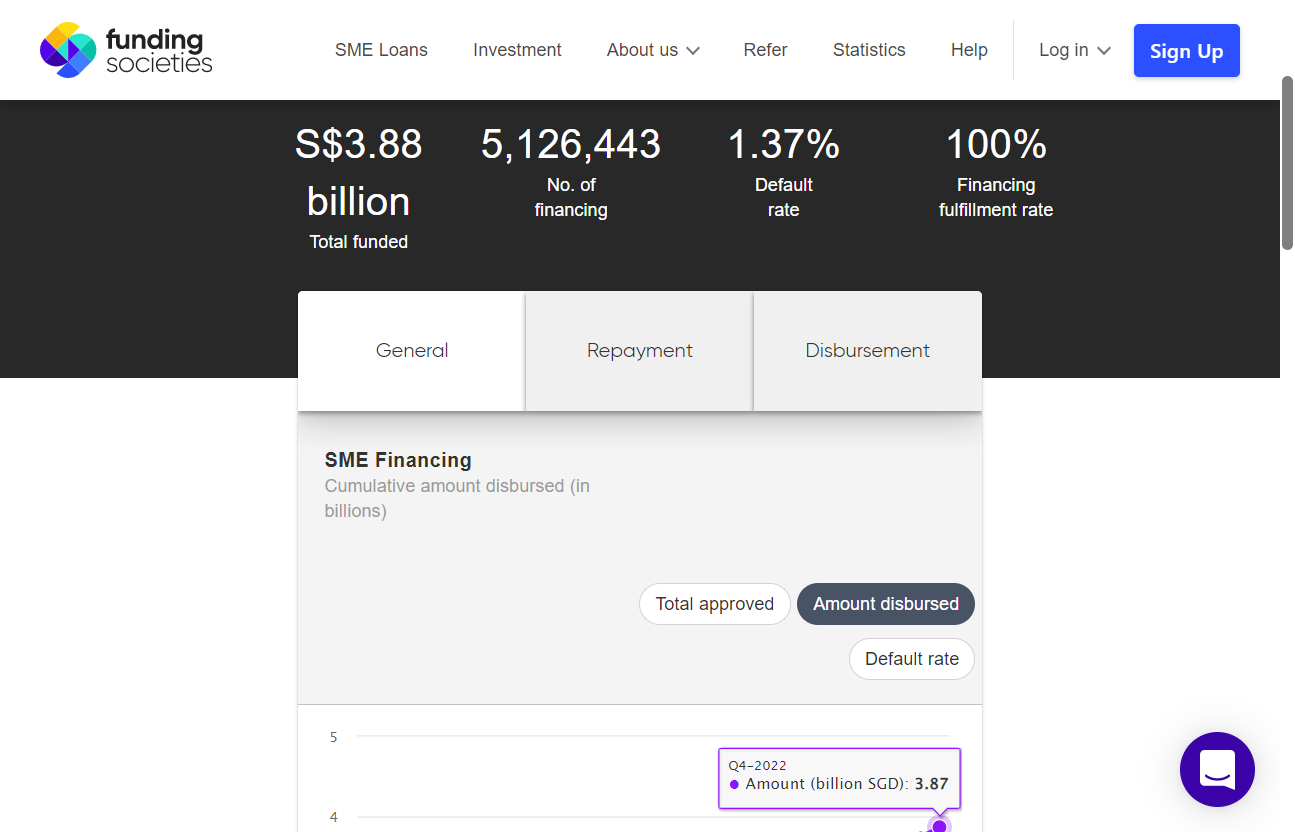 funding
societies
SME Loans
Investment
About us
Refer
Statistics
Help
Log in
Sign Up
S$3.88
billion
Total funded
5,126,443
No. of
financing
1.37%
Default
rate
100%
Financing
fulfillment rate
General
Repayment
Disbursement
SME Financing
Cumulative amount disbursed (in
billions)
Total approved
Amount disbursed
Default rate
5
Q4-2022
Amount (billion SGD): 3.87
4